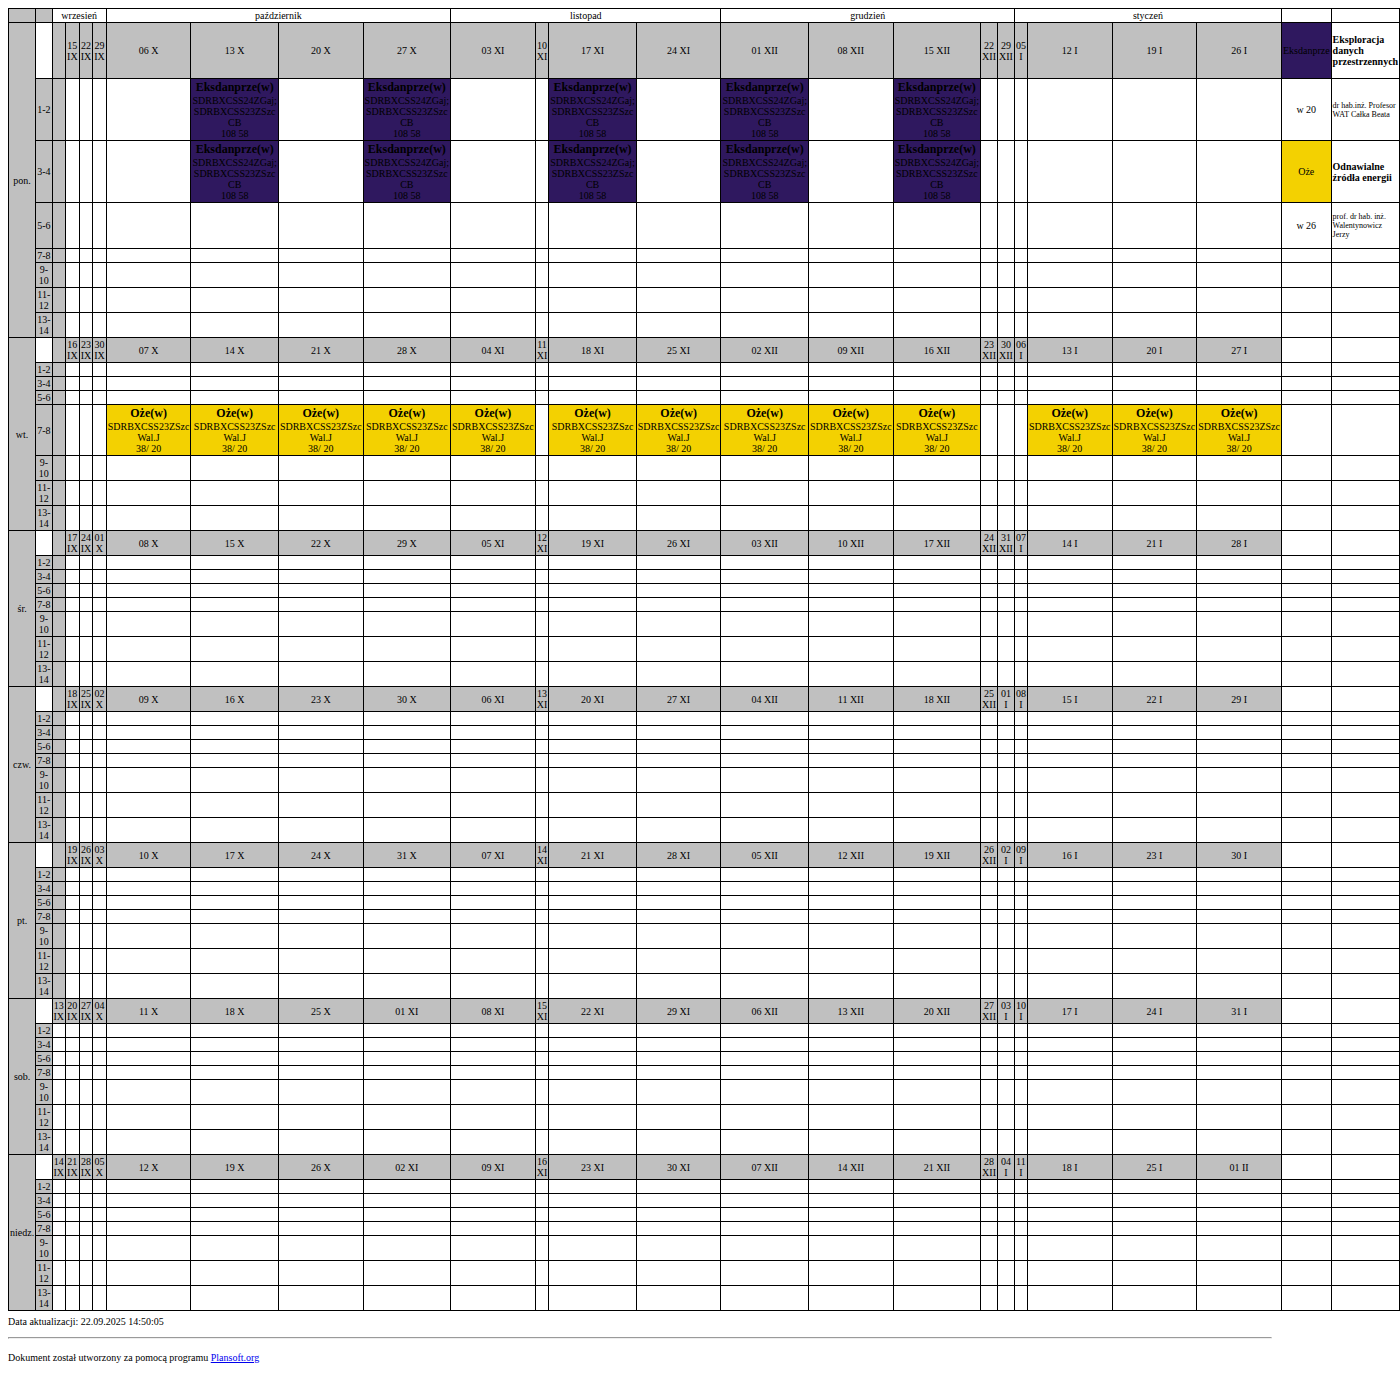 wrzesień październik listopad grudzień styczeń
pon. 15 IX 22 IX 29 IX 06 X 13 X 20 X 27 X 03 XI 10 XI 17 XI 24 XI 01 XII 08 XII 15 XII 22 XII 29 XII 05 I 12 I 19 I 26 I Eksdanprze Eksploracja danych przestrzennych
1-2 w 20 dr hab.inż. Profesor WAT Całka Beata
Eksdanprze(w) Eksdanprze(w) Eksdanprze(w) Eksdanprze(w) Eksdanprze(w)
SDRBXCSS24ZGaj; SDRBXCSS24ZGaj; SDRBXCSS24ZGaj; SDRBXCSS24ZGaj; SDRBXCSS24ZGaj;
SDRBXCSS23ZSzc SDRBXCSS23ZSzc SDRBXCSS23ZSzc SDRBXCSS23ZSzc SDRBXCSS23ZSzc
CB CB CB CB CB
108 58 108 58 108 58 108 58 108 58
3-4 Oże Odnawialne źródła energii
Eksdanprze(w) Eksdanprze(w) Eksdanprze(w) Eksdanprze(w) Eksdanprze(w)
SDRBXCSS24ZGaj; SDRBXCSS24ZGaj; SDRBXCSS24ZGaj; SDRBXCSS24ZGaj; SDRBXCSS24ZGaj;
SDRBXCSS23ZSzc SDRBXCSS23ZSzc SDRBXCSS23ZSzc SDRBXCSS23ZSzc SDRBXCSS23ZSzc
CB CB CB CB CB
108 58 108 58 108 58 108 58 108 58
5-6 w 26 prof. dr hab. inż. Walentynowicz Jerzy
7-8
9-10
11-12
13-14
wt. 16 IX 23 IX 30 IX 07 X 14 X 21 X 28 X 04 XI 11 XI 18 XI 25 XI 02 XII 09 XII 16 XII 23 XII 30 XII 06 I 13 I 20 I 27 I
1-2
3-4
5-6
7-8
Oże(w) Oże(w) Oże(w) Oże(w) Oże(w) Oże(w) Oże(w) Oże(w) Oże(w) Oże(w) Oże(w) Oże(w) Oże(w)
SDRBXCSS23ZSzc SDRBXCSS23ZSzc SDRBXCSS23ZSzc SDRBXCSS23ZSzc SDRBXCSS23ZSzc SDRBXCSS23ZSzc SDRBXCSS23ZSzc SDRBXCSS23ZSzc SDRBXCSS23ZSzc SDRBXCSS23ZSzc SDRBXCSS23ZSzc SDRBXCSS23ZSzc SDRBXCSS23ZSzc
Wal.J Wal.J Wal.J Wal.J Wal.J Wal.J Wal.J Wal.J Wal.J Wal.J Wal.J Wal.J Wal.J
38/ 20 38/ 20 38/ 20 38/ 20 38/ 20 38/ 20 38/ 20 38/ 20 38/ 20 38/ 20 38/ 20 38/ 20 38/ 20
9-10
11-12
13-14
śr. 17 IX 24 IX 01 X 08 X 15 X 22 X 29 X 05 XI 12 XI 19 XI 26 XI 03 XII 10 XII 17 XII 24 XII 31 XII 07 I 14 I 21 I 28 I
1-2
3-4
5-6
7-8
9-10
11-12
13-14
czw. 18 IX 25 IX 02 X 09 X 16 X 23 X 30 X 06 XI 13 XI 20 XI 27 XI 04 XII 11 XII 18 XII 25 XII 01 I 08 I 15 I 22 I 29 I
1-2
3-4
5-6
7-8
9-10
11-12
13-14
pt. 19 IX 26 IX 03 X 10 X 17 X 24 X 31 X 07 XI 14 XI 21 XI 28 XI 05 XII 12 XII 19 XII 26 XII 02 I 09 I 16 I 23 I 30 I
1-2
3-4
5-6
7-8
9-10
11-12
13-14
sob. 13 IX 20 IX 27 IX 04 X 11 X 18 X 25 X 01 XI 08 XI 15 XI 22 XI 29 XI 06 XII 13 XII 20 XII 27 XII 03 I 10 I 17 I 24 I 31 I
1-2
3-4
5-6
7-8
9-10
11-12
13-14
niedz. 14 IX 21 IX 28 IX 05 X 12 X 19 X 26 X 02 XI 09 XI 16 XI 23 XI 30 XI 07 XII 14 XII 21 XII 28 XII 04 I 11 I 18 I 25 I 01 II
1-2
3-4
5-6
7-8
9-10
11-12
13-14
Data aktualizacji: 22.09.2025 14:50:05
Dokument został utworzony za pomocą programu Plansoft.org